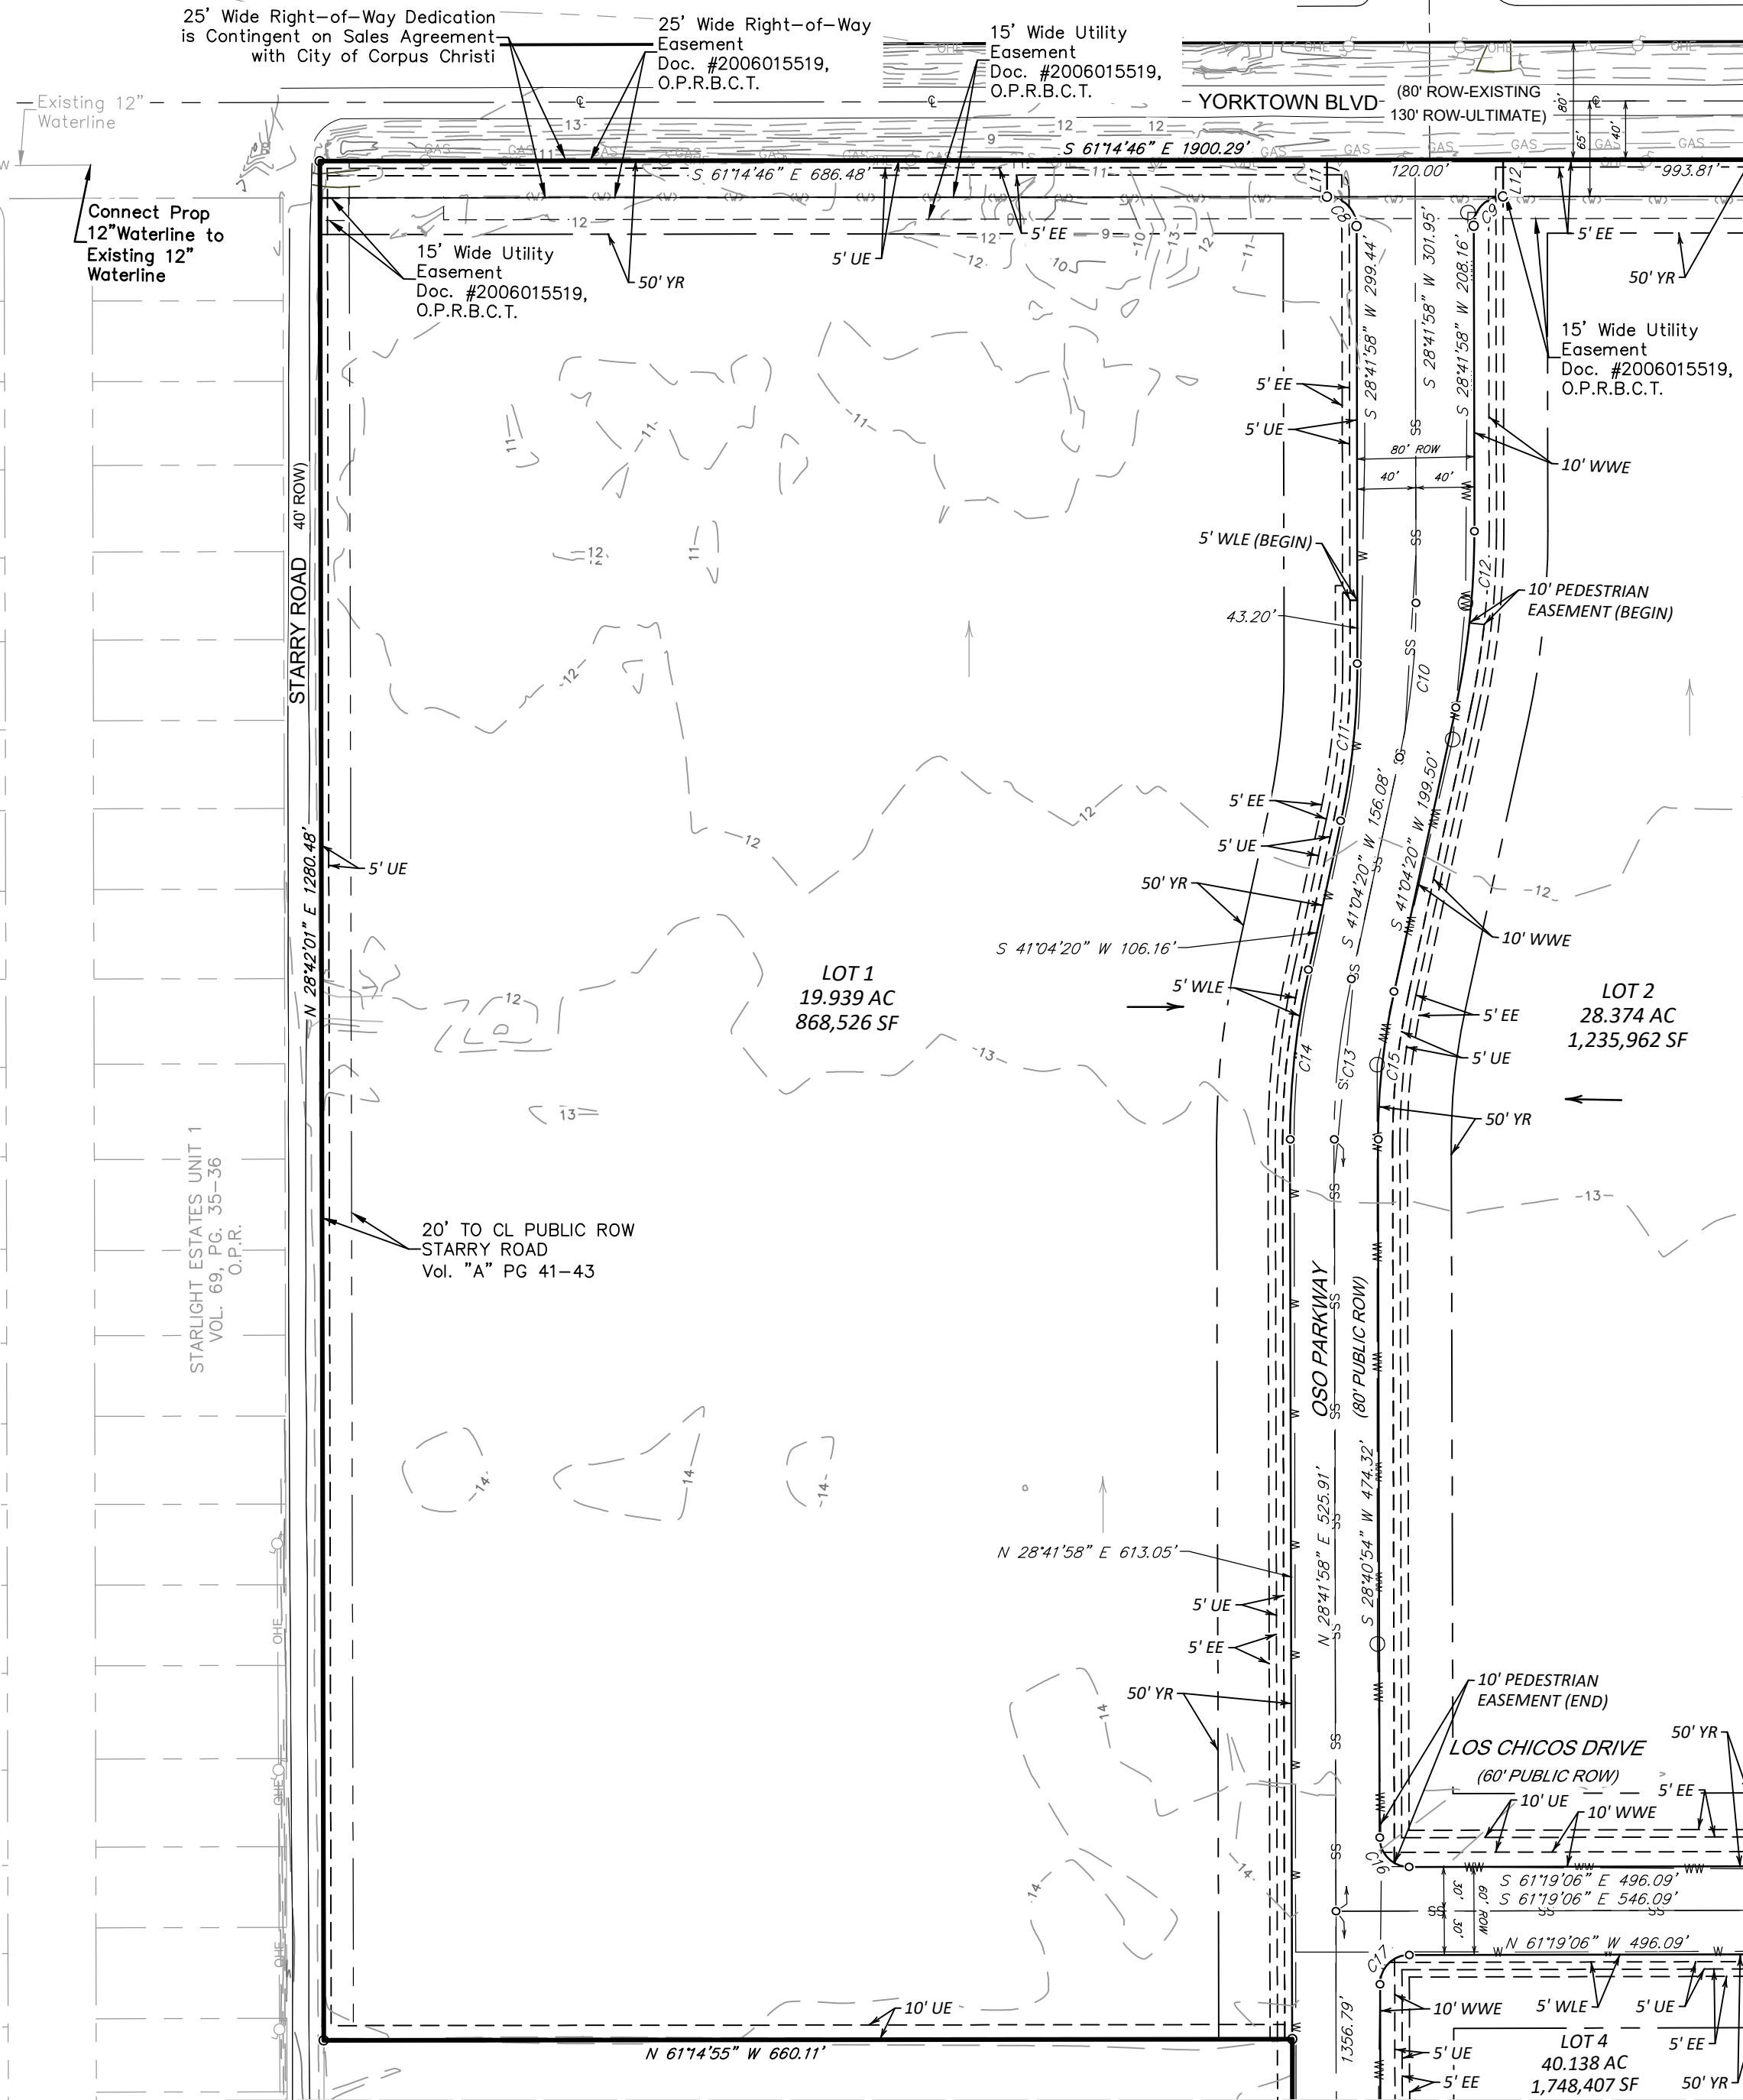 25' Wide Right-of-Way Dedication
is Contingent on Sales Agreement
with City of Corpus Christi
25' Wide Right-of-Way
Easement
Doc. #2006015519,
O.P.R.B.C.T.
15' Wide Utility
Easement
Doc. #2006015519,
O.P.R.B.C.T.
YORKTOWN BLVD
(80' ROW-EXISTING
130' ROW-ULTIMATE)
80'
65'
40'
Existing 12"
Waterline
Connect Prop
12"Waterline to
Existing 12"
Waterline
S 61°14'46" E 1900.29'
S 61°14'46" E 686.48'
120.00'
993.81'
L11
L12
C8
C9
15' Wide Utility
Easement
Doc. #2006015519,
O.P.R.B.C.T.
50' YR
5' UE
5' EE
5' EE
50' YR
15' Wide Utility
Easement
Doc. #2006015519,
O.P.R.B.C.T.
S 28°41'58" W 299.44'
S 28°41'58" W 301.95'
S 28°41'58" W 208.16'
5' EE
5' UE
80' ROW
40'
40'
10' WWE
STARRY ROAD
40' ROW)
5' WLE (BEGIN)
43.20'
C12
10' PEDESTRIAN
EASEMENT (BEGIN)
C10
C11
5' EE
5' UE
50' YR
S 41°04'20" W 156.08'
S 41°04'20" W 199.50'
10' WWE
S 41°04'20" W 106.16'
5' WLE
N 28°42'01" E 1280.48'
5' UE
LOT 1
19.939 AC
868,526 SF
LOT 2
28.374 AC
1,235,962 SF
5' EE
5' UE
50' YR
C14
C13
C15
STARLIGHT ESTATES UNIT 1
VOL. 69, PG. 35-36
O.P.R.
20' TO CL PUBLIC ROW
STARRY ROAD
Vol. "A" PG 41-43
OSO PARKWAY
(80' PUBLIC ROW)
N 28°41'58" E 525.91'
S 28°40'54" W 474.32'
N 28°41'58" E 613.05'
5' UE
5' EE
50' YR
10' PEDESTRIAN
EASEMENT (END)
LOS CHICOS DRIVE
(60' PUBLIC ROW)
50' YR
5' EE
10' UE
10' WWE
C16
S 61°19'06" E 496.09'
S 61°19'06" E 546.09'
30'
30'
60' ROW
N 61°19'06" W 496.09'
C17
10' WWE
5' WLE
5' UE
5' EE
5' UE
5' EE
50' YR
LOT 4
40.138 AC
1,748,407 SF
1356.79'
10' UE
N 61°14'55" W 660.11'